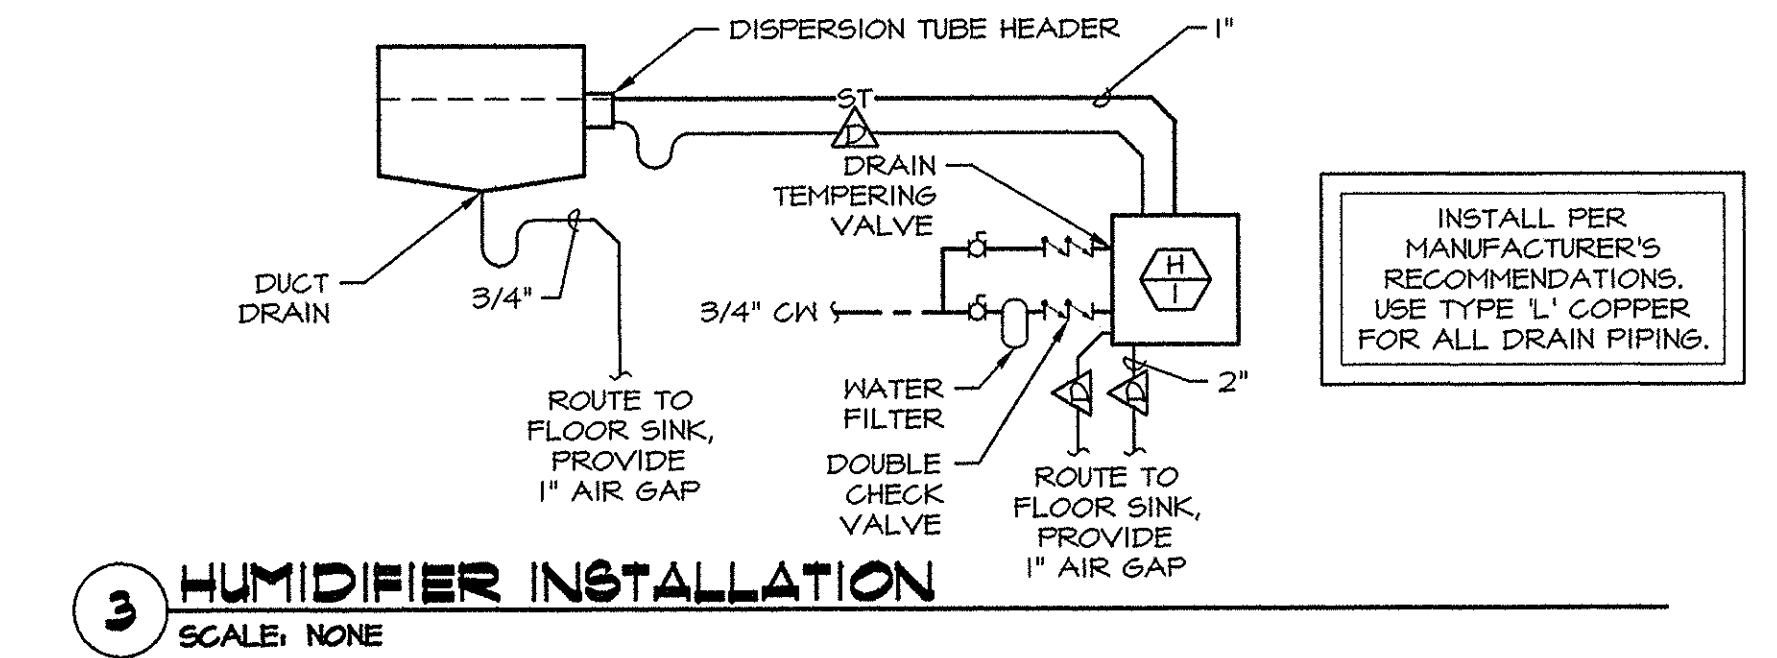 DISPERSION TUBE HEADER
1"
ST
D
DRAIN
TEMPERING
VALVE
H
1
INSTALL PER
MANUFACTURER'S
RECOMMENDATIONS.
USE TYPE 'L' COPPER
FOR ALL DRAIN PIPING.
DUCT
DRAIN
3/4"
3/4" CW
ROUTE TO
FLOOR SINK,
PROVIDE
1" AIR GAP
WATER
FILTER
DOUBLE
CHECK
VALVE
D
D
2"
ROUTE TO
FLOOR SINK,
PROVIDE
1" AIR GAP
3 HUMIDIFIER INSTALLATION
SCALE: NONE